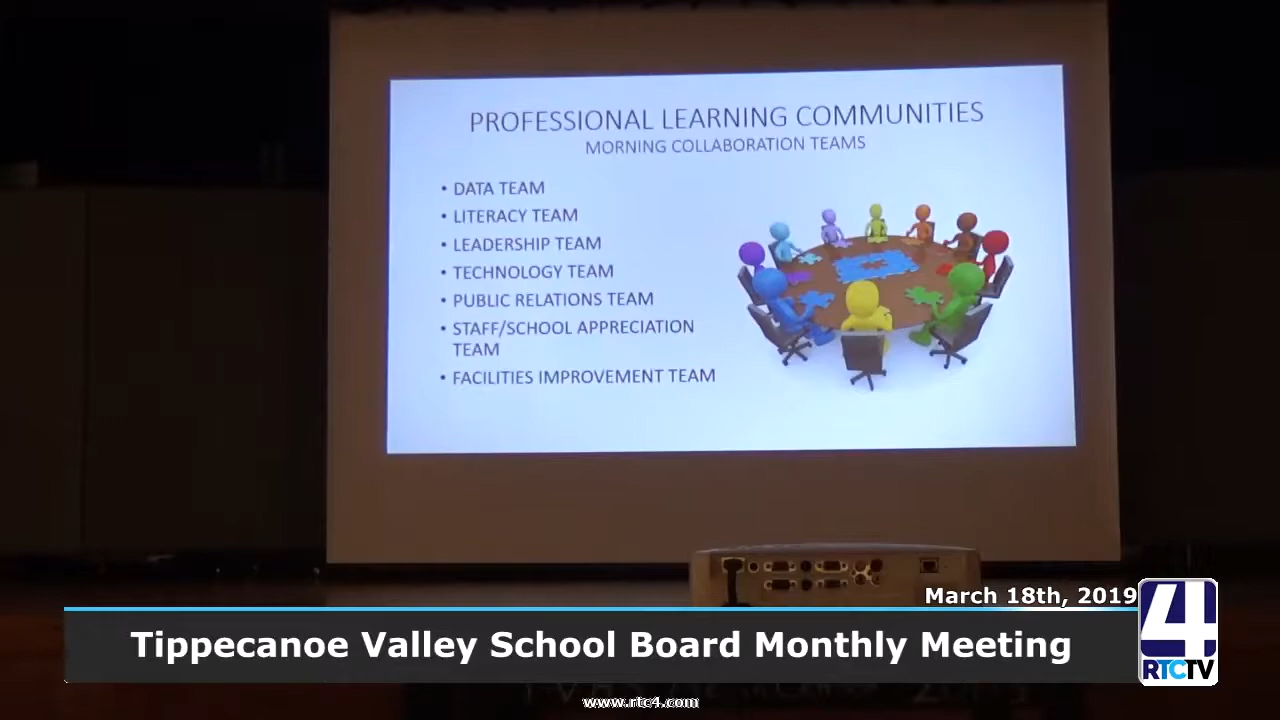 PROFESSIONAL LEARNING COMMUNITIES
MORNING COLLABORATION TEAMS
• DATA TEAM
• LITERACY TEAM
• LEADERSHIP TEAM
• TECHNOLOGY TEAM
• PUBLIC RELATIONS TEAM
• STAFF/SCHOOL APPRECIATION
TEAM
• FACILITIES IMPROVEMENT TEAM
March 18th, 2019
Tippecanoe Valley School Board Monthly Meeting
4
RTCTV
www.rtc4.com